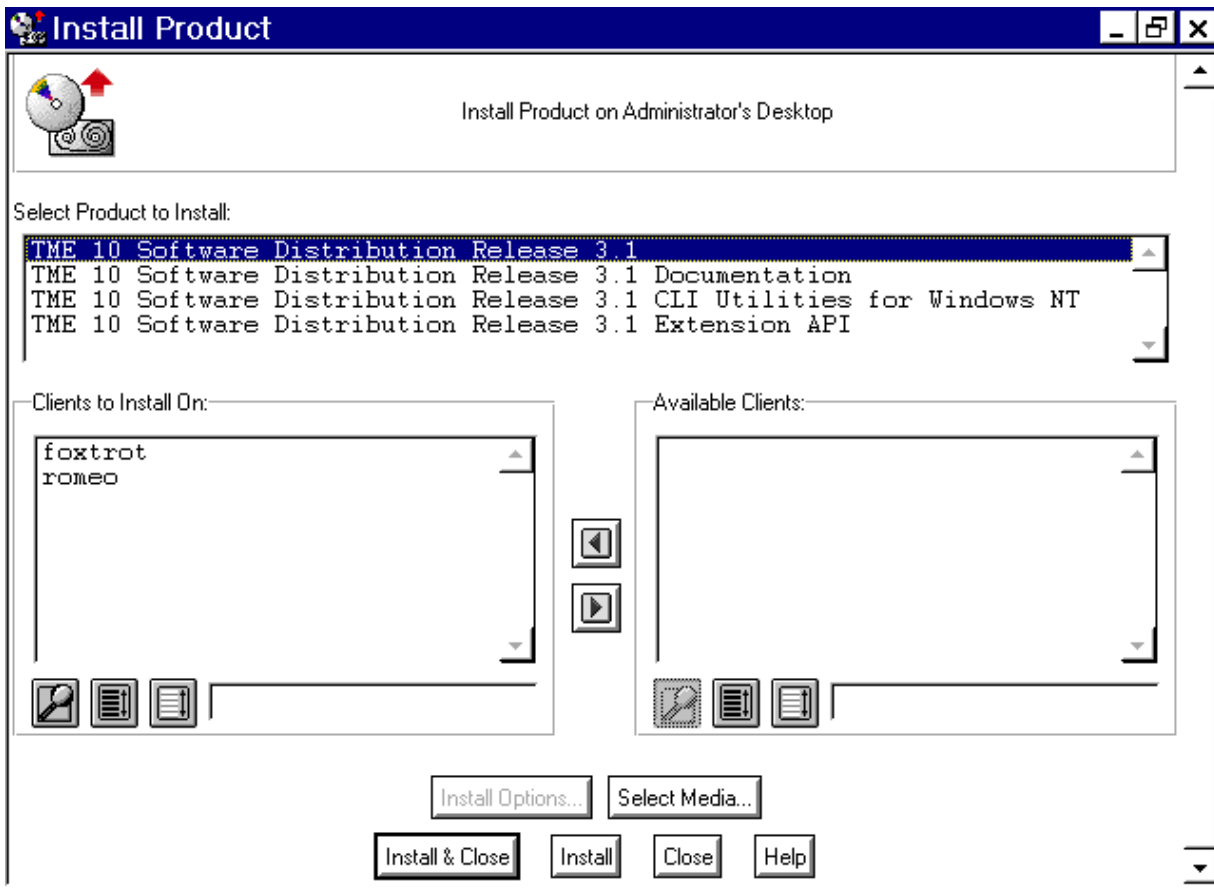 Install Product
Install Product on Administrator's Desktop
Select Product to Install:
TME 10 Software Distribution Release 3.1
TME 10 Software Distribution Release 3.1 Documentation
TME 10 Software Distribution Release 3.1 CLI Utilities for Windows NT
TME 10 Software Distribution Release 3.1 Extension API
Clients to Install On:
foxtrot
romeo
Available Clients:
Install Options...
Select Media...
Install & Close
Install
Close
Help